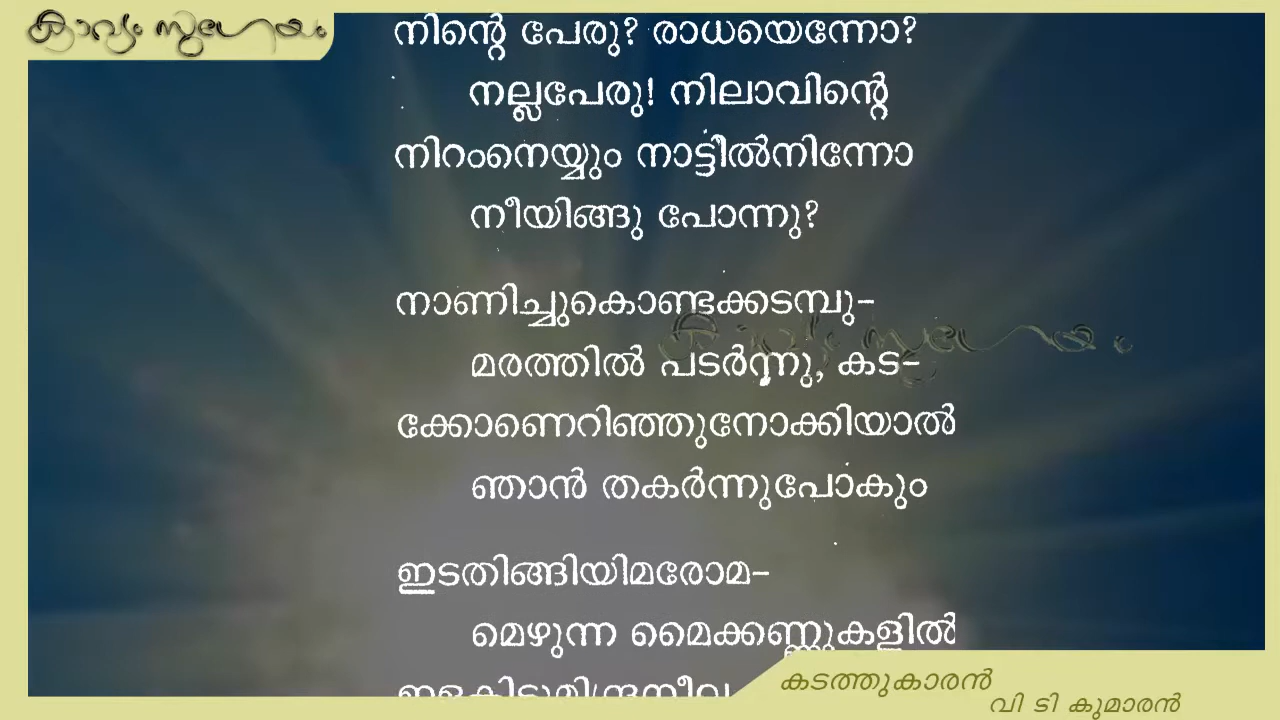 കാവ്യം സുഗേയം
നിന്റെ പേരു? രാധയെന്നോ?
നല്ലപേരു! നിലാവിന്റെ
നിറംനെയ്യും നാട്ടീൽനിന്നോ
നീയിങ്ങു പോന്നു?
നാണിച്ചുകൊണ്ടക്കടമ്പു–
മരത്തിൽ പടർന്നു, കട–
ക്കോണെറിഞ്ഞുനോക്കിയാൽ
ഞാൻ തകർന്നുപോകും
ഇടതിങ്ങിയിമരോമ–
മെഴുന്ന മൈക്കണ്ണുകളിൽ
കാവ്യം സുഗേയം
കടത്തുകാരൻ
വി ടി കുമാരൻ